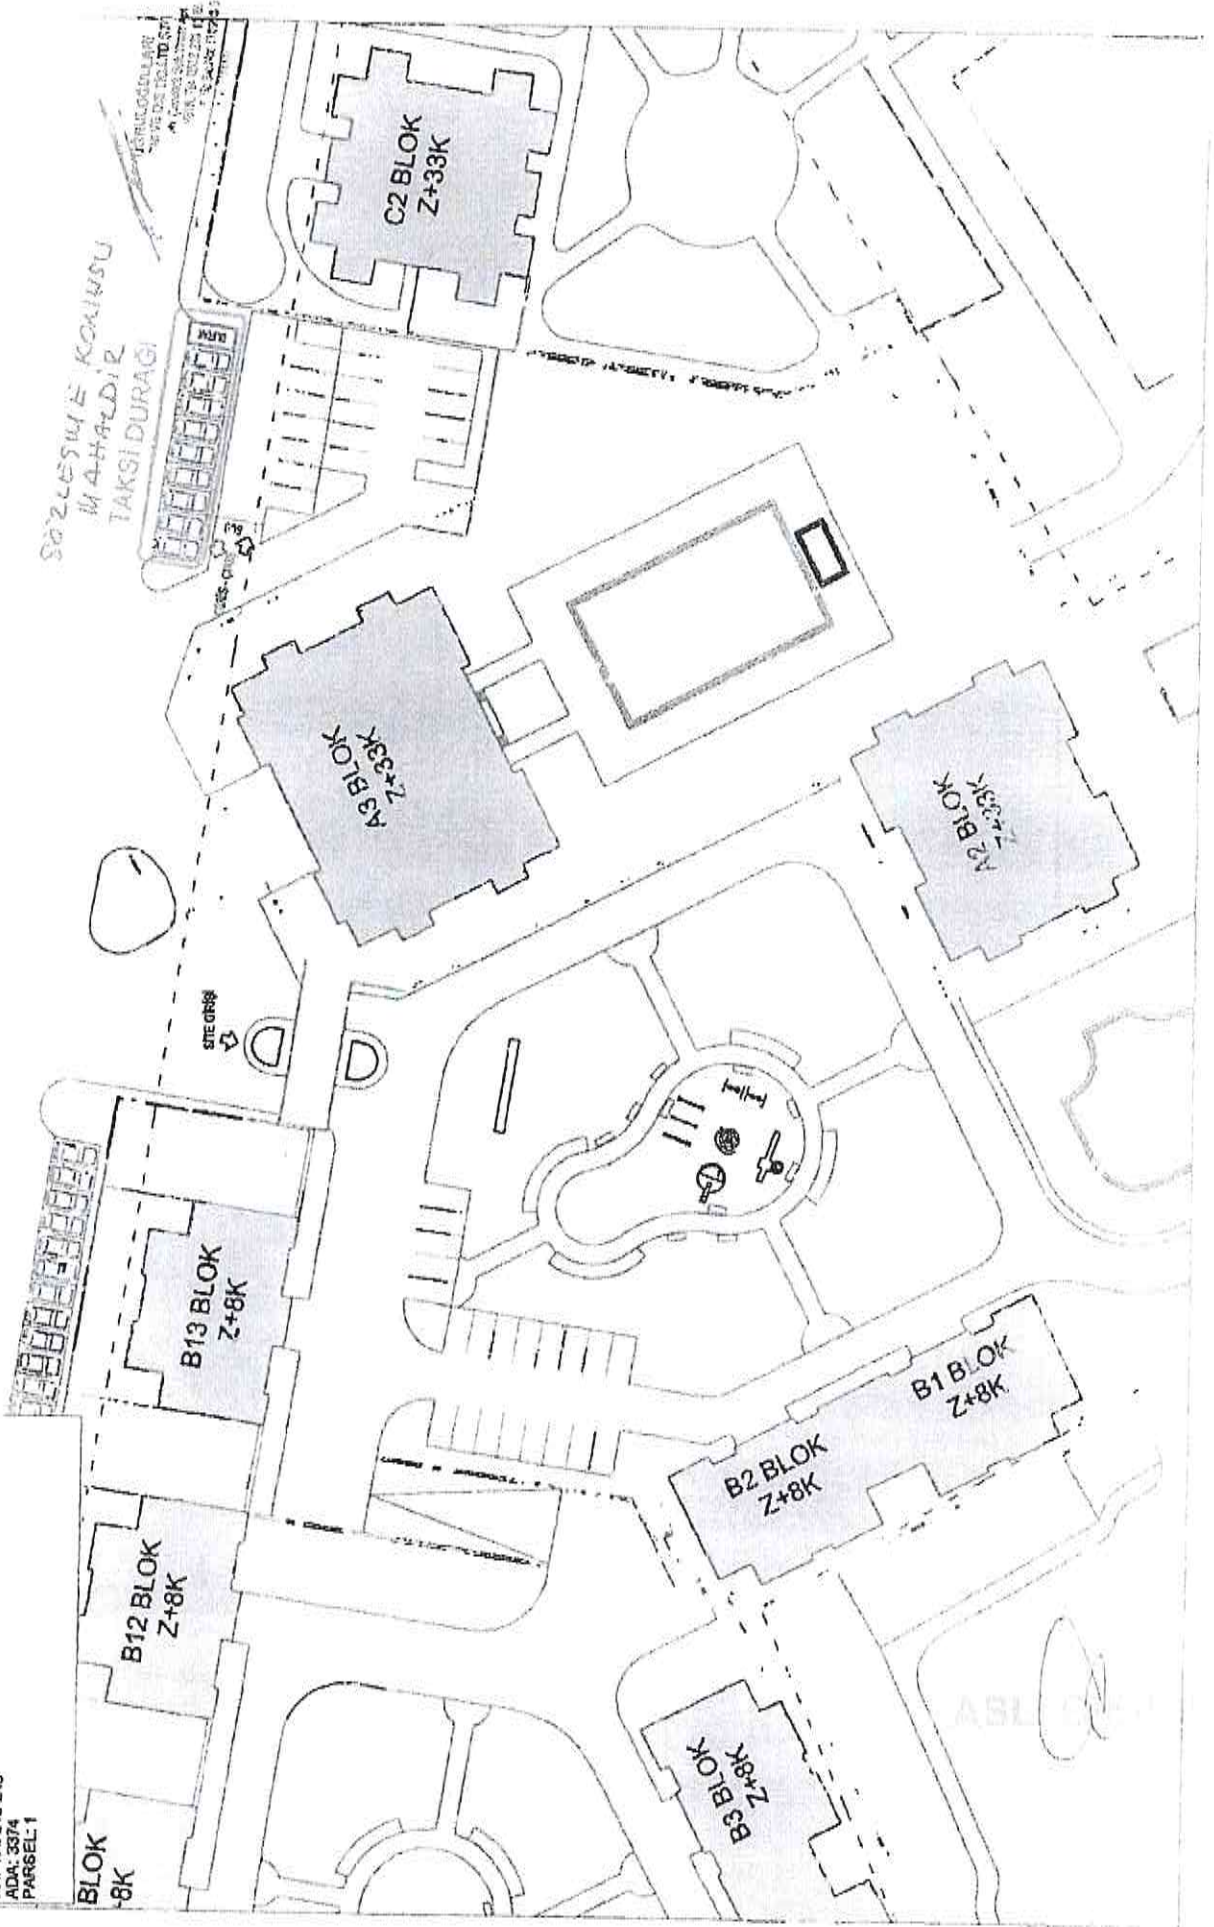 SÖZLEŞME KONUSU
MAHALDİR
TAKSİ DURAĞI
C2 BLOK
Z+33K
A3 BLOK
Z+33K
A2 BLOK
Z+33K
SİTE GİRİŞİ
B13 BLOK
Z+8K
B1 BLOK
Z+8K
B2 BLOK
Z+8K
B12 BLOK
Z+8K
B3 BLOK
Z+8K
ADA: 3374
PARSEL: 1
BLOK
+8K